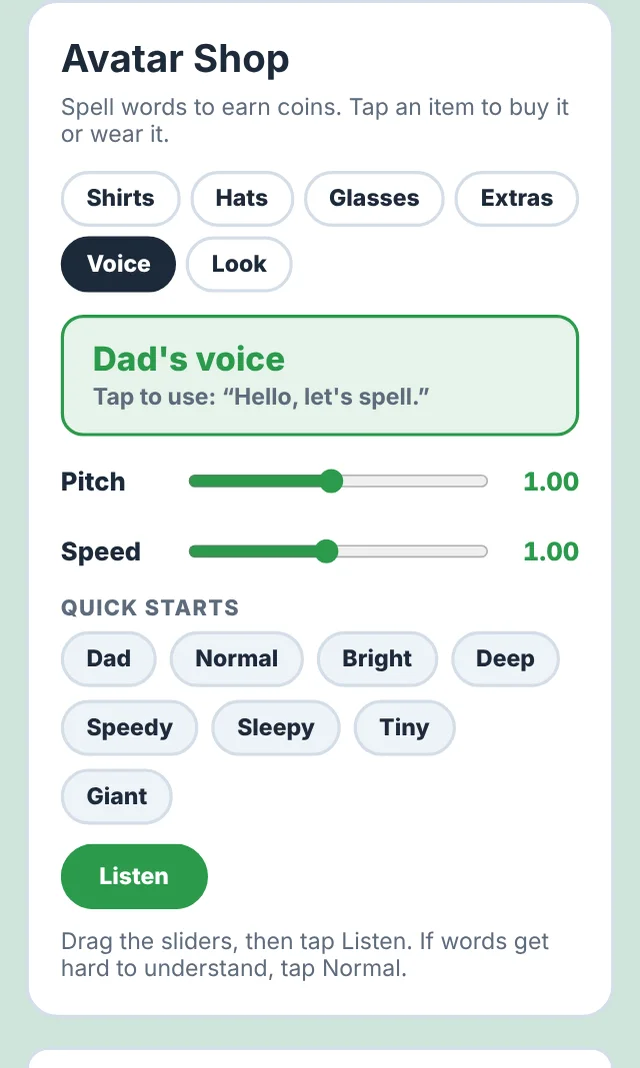 Avatar Shop
Spell words to earn coins. Tap an item to buy it
or wear it.
Shirts Hats Glasses Extras
Voice Look
Dad's voice
Tap to use: “Hello, let's spell.”
Pitch 1.00
Speed 1.00
QUICK STARTS
Dad Normal Bright Deep
Speedy Sleepy Tiny
Giant
Listen
Drag the sliders, then tap Listen. If words get
hard to understand, tap Normal.